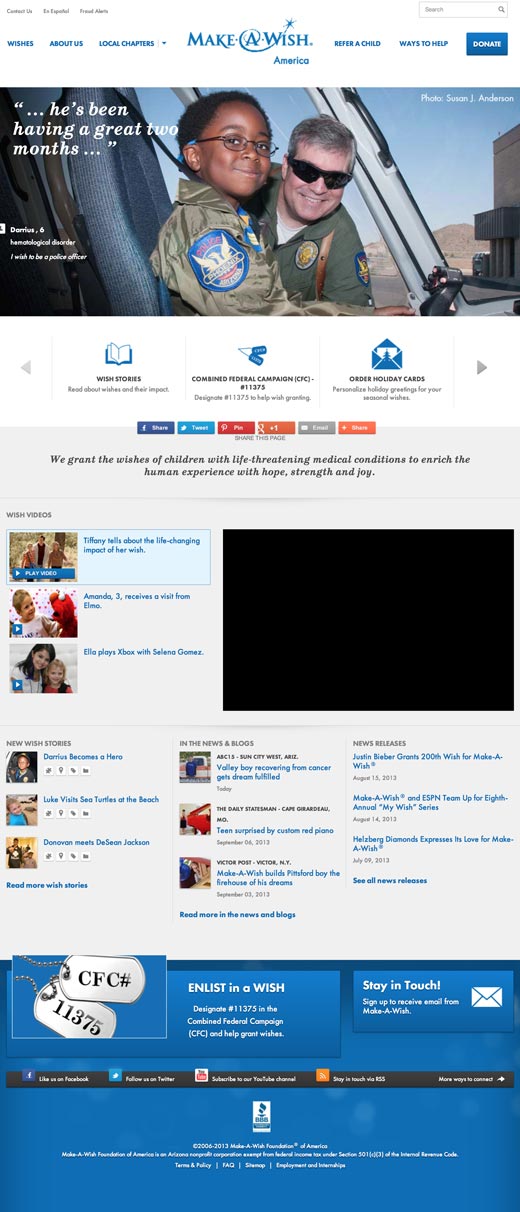 Contact Us En Español Fraud Alerts
Search
WISHES ABOUT US LOCAL CHAPTERS
MAKE·A·WISH®
America
REFER A CHILD WAYS TO HELP DONATE
Photo: Susan J. Anderson
“ ... he's been
having a great two
months ... ”
Darrius , 6
hematological disorder
I wish to be a police officer
WISH STORIES
Read about wishes and their impact.
COMBINED FEDERAL CAMPAIGN (CFC) -
#11375
Designate #11375 to help wish granting.
ORDER HOLIDAY CARDS
Personalize holiday greetings for your
seasonal wishes.
Share Tweet Pin +1 Email Share
SHARE THIS PAGE
We grant the wishes of children with life-threatening medical conditions to enrich the
human experience with hope, strength and joy.
WISH VIDEOS
Tiffany tells about the life-changing
impact of her wish.
PLAY VIDEO
Amanda, 3, receives a visit from
Elmo.
Ella plays Xbox with Selena Gomez.
NEW WISH STORIES
Darrius Becomes a Hero
Luke Visits Sea Turtles at the Beach
Donovan meets DeSean Jackson
Read more wish stories
IN THE NEWS & BLOGS
ABC15 - SUN CITY WEST, ARIZ.
Valley boy recovering from cancer
gets dream fulfilled
Today
THE DAILY STATESMAN - CAPE GIRARDEAU,
MO.
Teen surprised by custom red piano
September 06, 2013
VICTOR POST - VICTOR, N.Y.
Make-A-Wish builds Pittsford boy the
firehouse of his dreams
September 03, 2013
Read more in the news and blogs
NEWS RELEASES
Justin Bieber Grants 200th Wish for Make-A-
Wish®
August 15, 2013
Make-A-Wish® and ESPN Team Up for Eighth-
Annual “My Wish” Series
August 14, 2013
Helzberg Diamonds Expresses Its Love for Make-
A-Wish®
July 09, 2013
See all news releases
CFC#
11375
ENLIST in a WISH
Designate #11375 in the
Combined Federal Campaign
(CFC) and help grant wishes.
Stay in Touch!
Sign up to receive email from
Make-A-Wish.
Like us on Facebook Follow us on Twitter Subscribe to our YouTube channel Stay in touch via RSS More ways to connect
BBB
©2006-2013 Make-A-Wish Foundation® of America
Make-A-Wish Foundation of America is an Arizona nonprofit corporation exempt from federal income tax under Section 501(c)(3) of the Internal Revenue Code.
Terms & Policy | FAQ | Sitemap | Employment and Internships